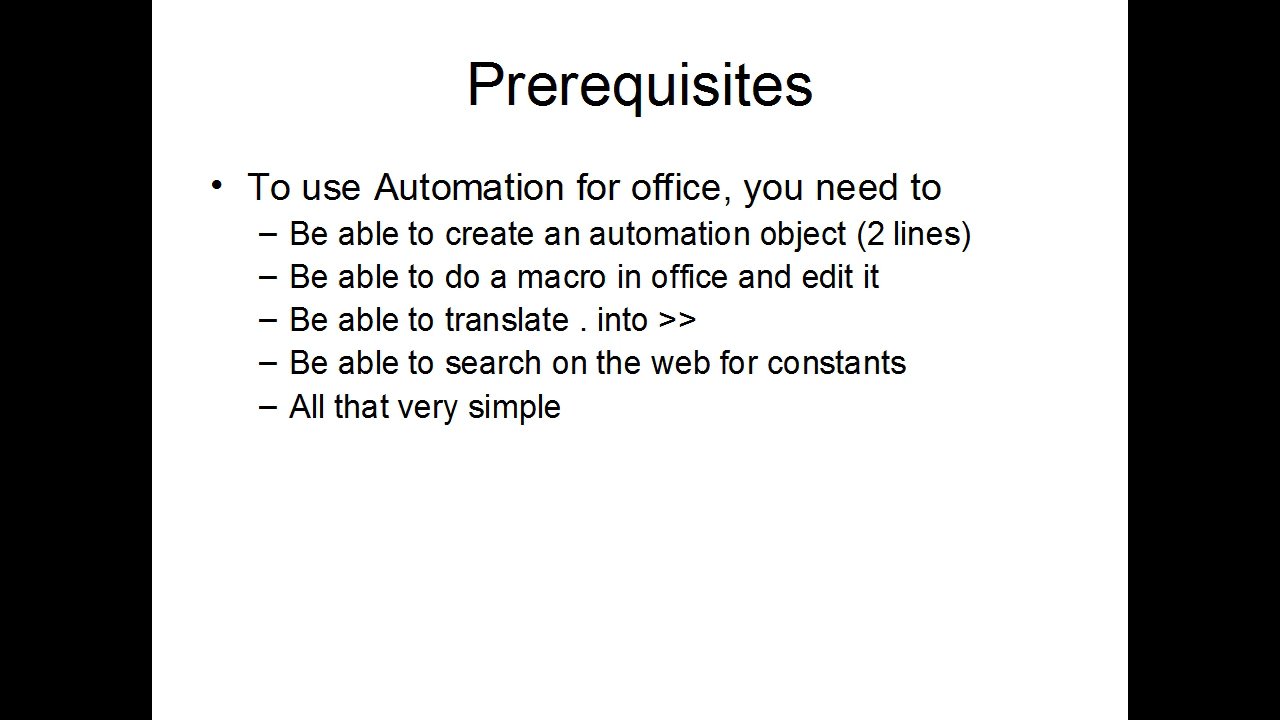 Prerequisites
• To use Automation for office, you need to
– Be able to create an automation object (2 lines)
– Be able to do a macro in office and edit it
– Be able to translate . into >>
– Be able to search on the web for constants
– All that very simple